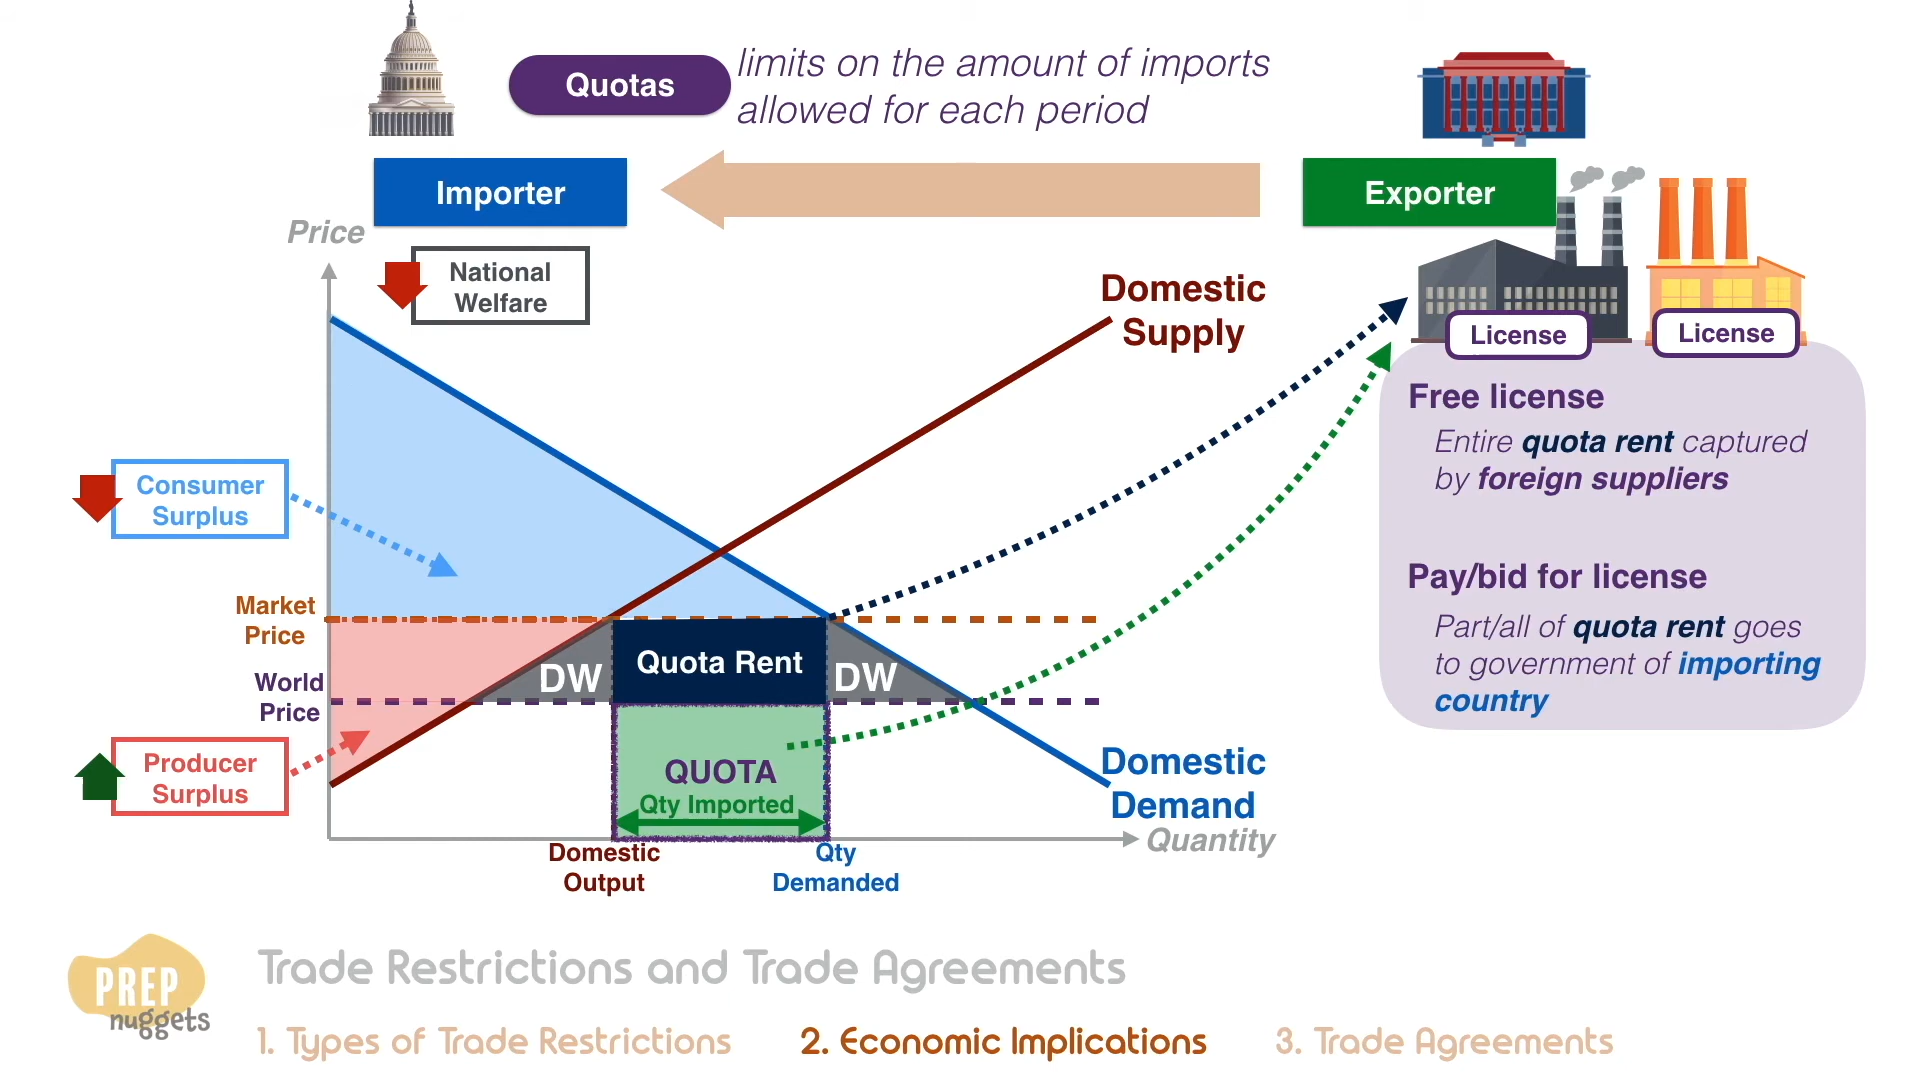 Quotas
limits on the amount of imports
allowed for each period
Importer
Exporter
Price
National
Welfare
Domestic
Supply
License
License
Free license
Entire quota rent captured
by foreign suppliers
Pay/bid for license
Part/all of quota rent goes
to government of importing
country
Consumer
Surplus
Market
Price
World
Price
Producer
Surplus
DW
Quota Rent
DW
QUOTA
Qty Imported
Domestic
Demand
Quantity
Domestic
Output
Qty
Demanded
PREP
nuggets
Trade Restrictions and Trade Agreements
1. Types of Trade Restrictions
2. Economic Implications
3. Trade Agreements